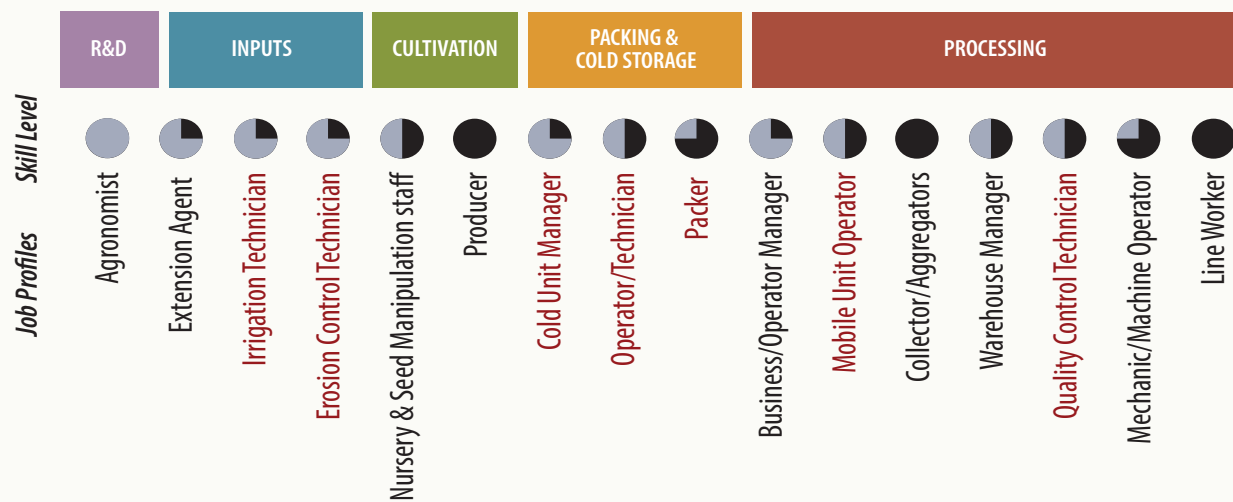 R&D
INPUTS
CULTIVATION
PACKING &
COLD STORAGE
PROCESSING
Skill Level
Job Profiles
Agronomist
Extension Agent
Irrigation Technician
Erosion Control Technician
Nursery & Seed Manipulation staff
Producer
Cold Unit Manager
Operator/Technician
Packer
Business/Operator Manager
Mobile Unit Operator
Collector/Aggregators
Warehouse Manager
Quality Control Technician
Mechanic/Machine Operator
Line Worker